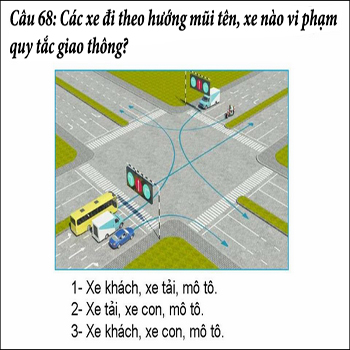 Câu 68: Các xe đi theo hướng mũi tên, xe nào vi phạm
quy tắc giao thông?
1- Xe khách, xe tải, mô tô.
2- Xe tải, xe con, mô tô.
3- Xe khách, xe con, mô tô.